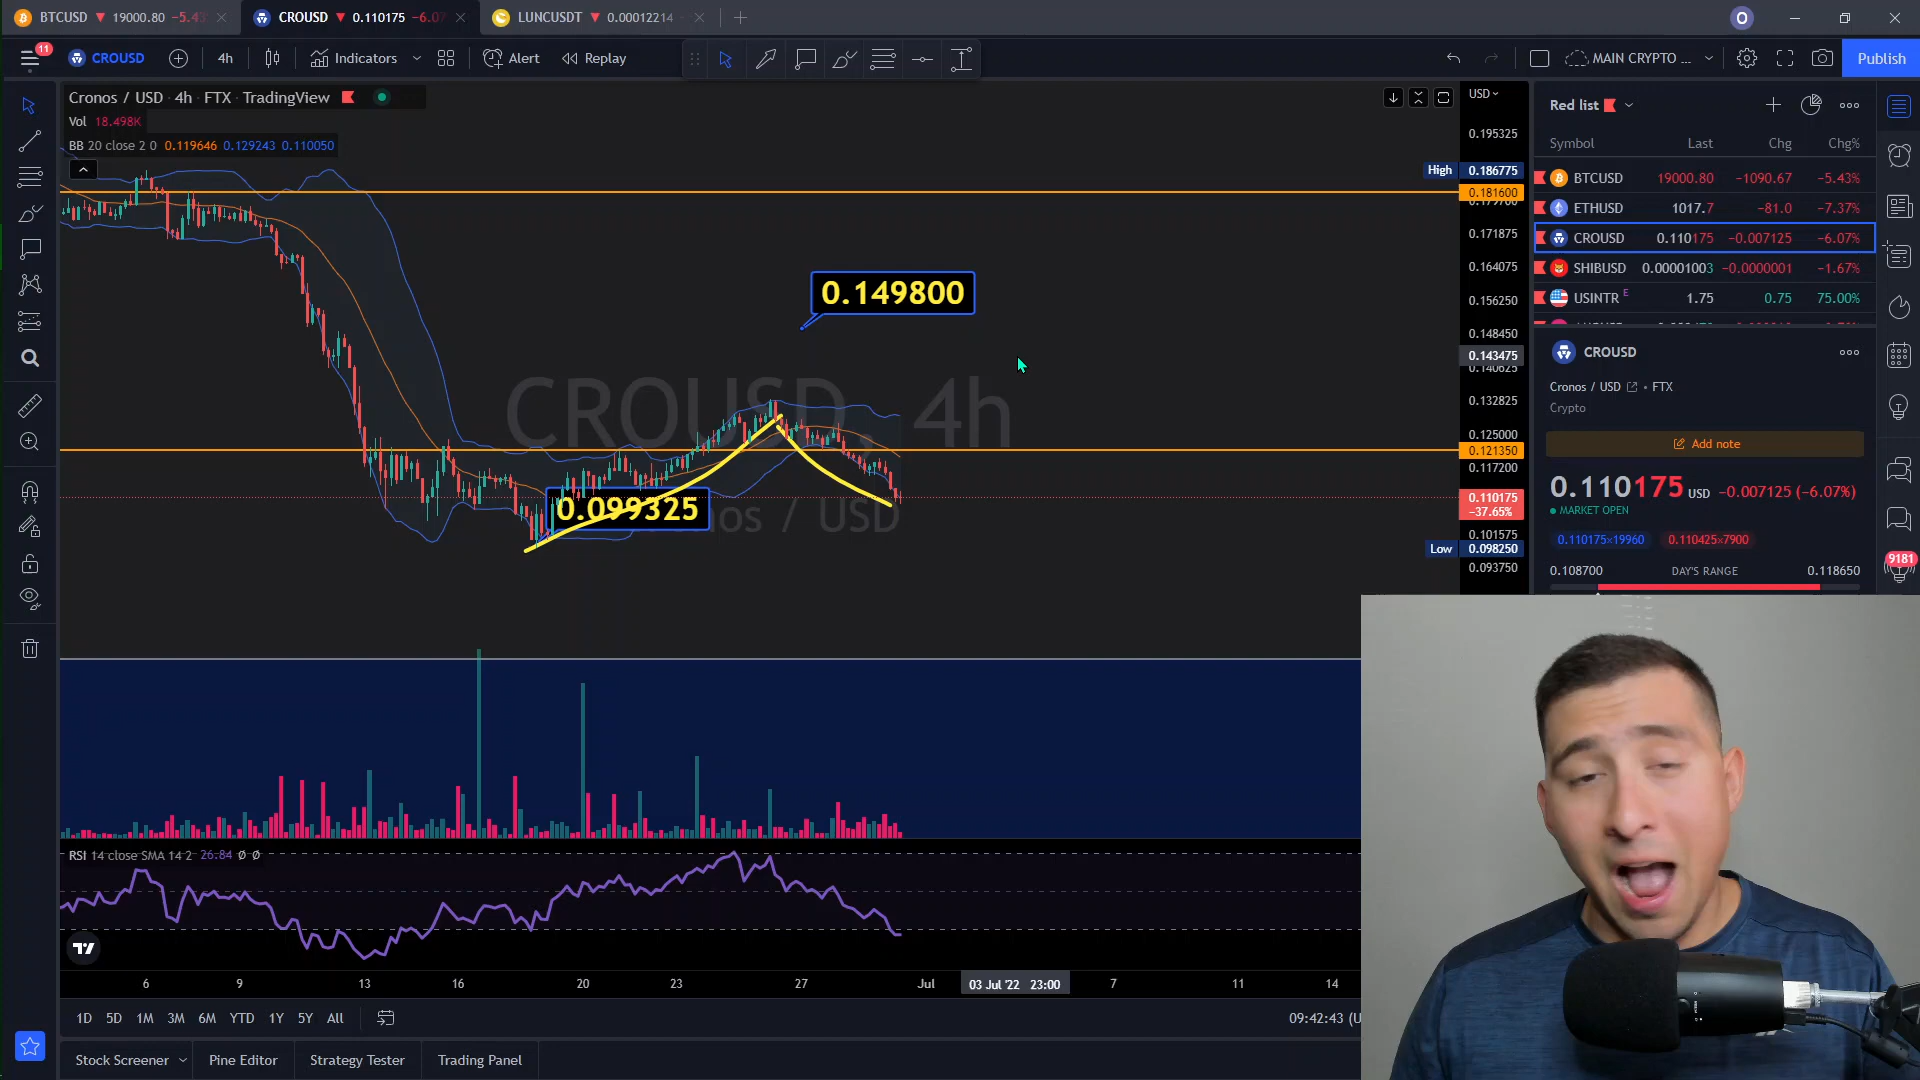 BTCUSD ▼ 19000.80 −5.43
CROUSD ▼ 0.110175 −6.07
LUNCUSDT ▼ 0.00012214
O
11
CROUSD
4h
Indicators
Alert
Replay
MAIN CRYPTO ...
Publish
Cronos / USD · 4h · FTX · TradingView
Vol 18.498K
BB 20 close 2 0 0.119646 0.129243 0.110050
CROUSD, 4h
Cronos / USD
0.149800
0.099325
USD
0.195325
High 0.186775
0.181600
0.179700
0.171875
0.164075
0.156250
0.148450
0.143475
0.140625
0.132825
0.125000
0.121350
0.117200
0.110175
−37.65%
0.101575
Low 0.098250
0.093750
Red list
Symbol Last Chg Chg%
BTCUSD 19000.80 −1090.67 −5.43%
ETHUSD 1017.7 −81.0 −7.37%
CROUSD 0.110175 −0.007125 −6.07%
SHIBUSD 0.00001003 −0.0000001 −1.67%
USINTR E 1.75 0.75 75.00%
CROUSD
Cronos / USD • FTX
Crypto
Add note
0.110175 USD −0.007125 (−6.07%)
MARKET OPEN
0.110175×19960 0.110425×7900
0.108700 DAY'S RANGE 0.118650
9181
RSI 14 close SMA 14 2 26.84 Ø Ø
6 9 13 16 20 23 27 Jul 03 Jul '22 23:00 7 11 14
1D 5D 1M 3M 6M YTD 1Y 5Y All
09:42:43 (U
Stock Screener Pine Editor Strategy Tester Trading Panel